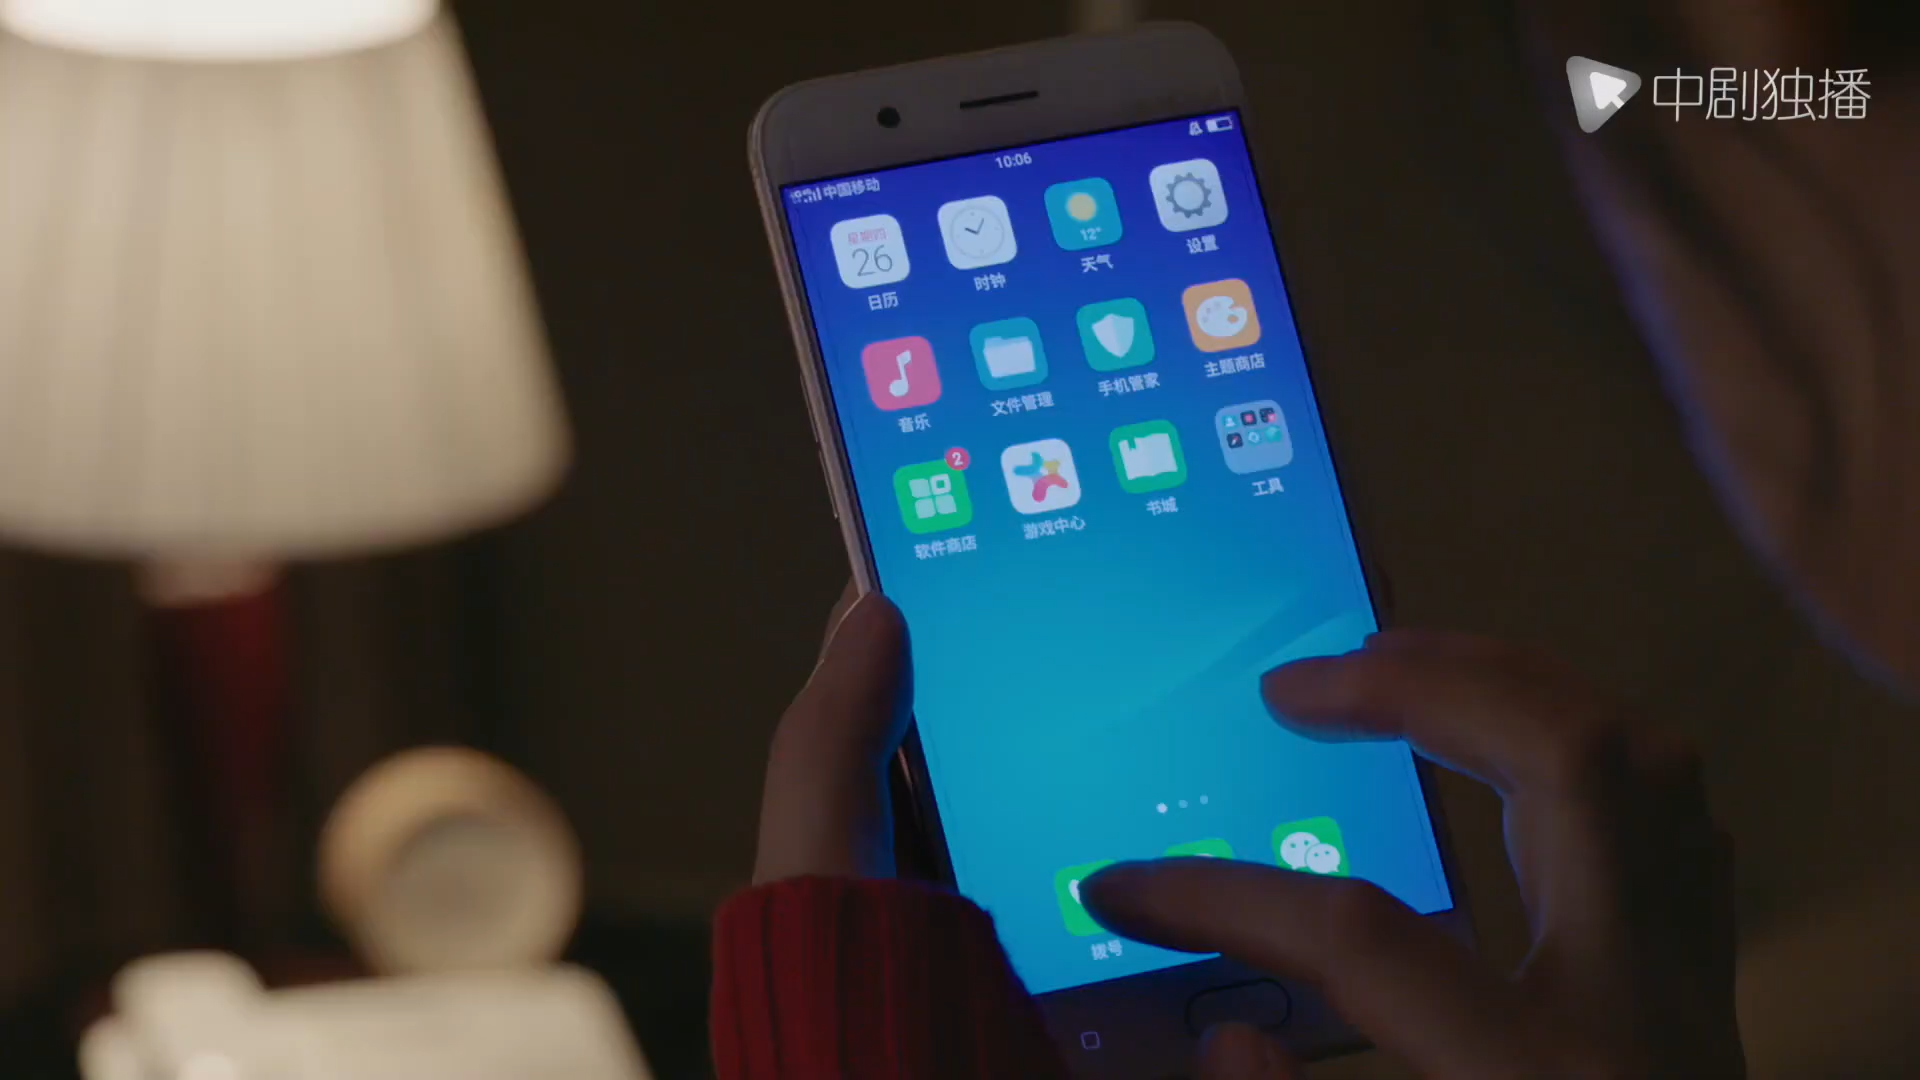 中剧独播
中国移动
10:06
星期四
26
日历
时钟
12°
天气
设置
音乐
文件管理
手机管家
主题商店
2
软件商店
游戏中心
书城
工具
拨号